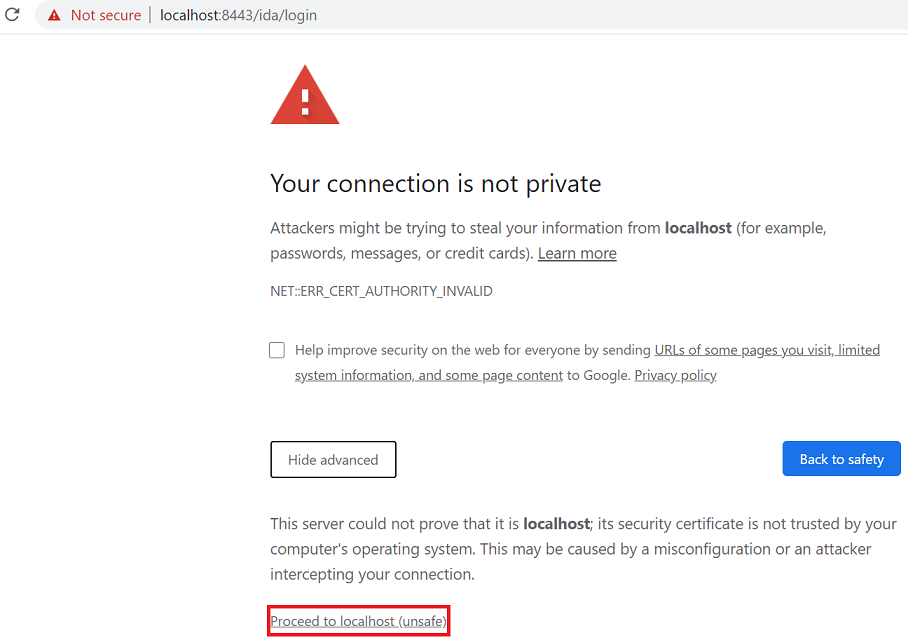 Not secure | localhost:8443/ida/login
Your connection is not private
Attackers might be trying to steal your information from localhost (for example,
passwords, messages, or credit cards). Learn more
NET::ERR_CERT_AUTHORITY_INVALID
Help improve security on the web for everyone by sending URLs of some pages you visit, limited
system information, and some page content to Google. Privacy policy
Hide advanced
Back to safety
This server could not prove that it is localhost; its security certificate is not trusted by your
computer's operating system. This may be caused by a misconfiguration or an attacker
intercepting your connection.
Proceed to localhost (unsafe)